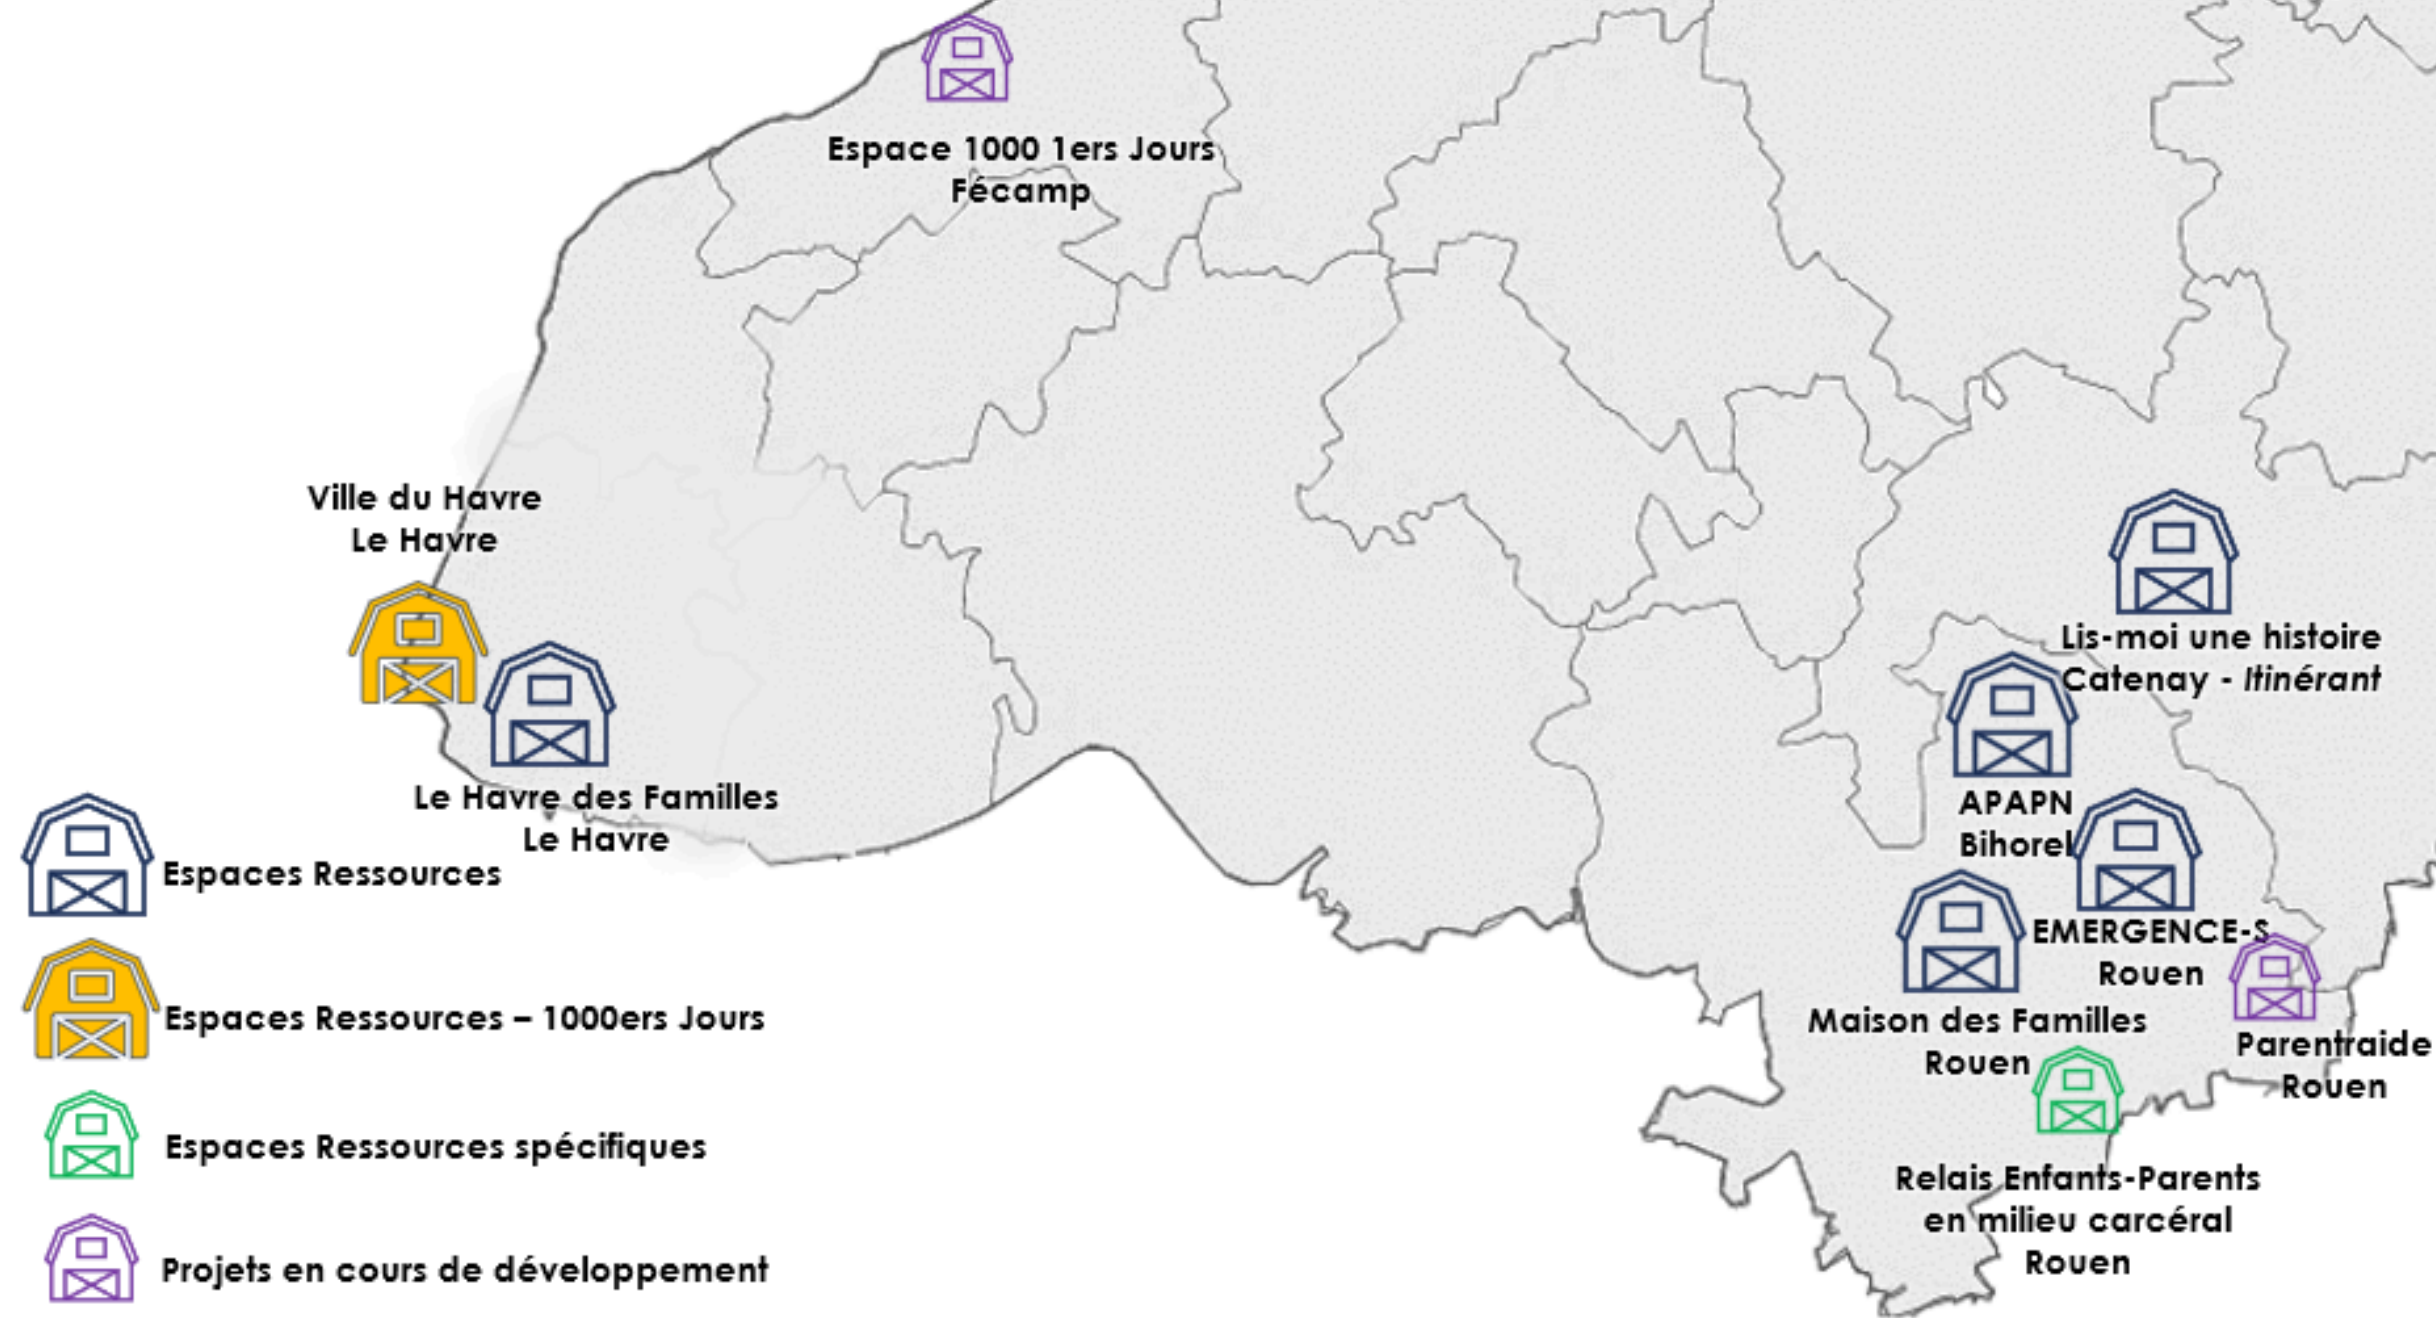 Espace 1000 1ers Jours
Fécamp
Ville du Havre
Le Havre
Le Havre des Familles
Le Havre
Lis-moi une histoire
Catenay - Itinérant
APAPN
Bihorel
EMERGENCE-S
Rouen
Maison des Familles
Rouen
Parentraide
Rouen
Relais Enfants-Parents
en milieu carcéral
Rouen
Espaces Ressources
Espaces Ressources – 1000ers Jours
Espaces Ressources spécifiques
Projets en cours de développement